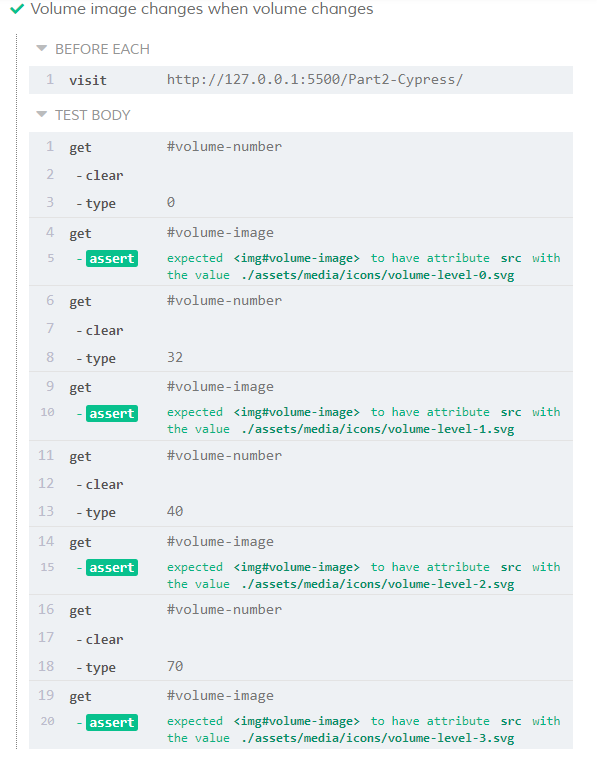 Volume image changes when volume changes
BEFORE EACH
1 visit http://127.0.0.1:5500/Part2-Cypress/
TEST BODY
1 get #volume-number
2 -clear
3 -type 0
4 get #volume-image
5 -assert expected <img#volume-image> to have attribute src with
the value ./assets/media/icons/volume-level-0.svg
6 get #volume-number
7 -clear
8 -type 32
9 get #volume-image
10 -assert expected <img#volume-image> to have attribute src with
the value ./assets/media/icons/volume-level-1.svg
11 get #volume-number
12 -clear
13 -type 40
14 get #volume-image
15 -assert expected <img#volume-image> to have attribute src with
the value ./assets/media/icons/volume-level-2.svg
16 get #volume-number
17 -clear
18 -type 70
19 get #volume-image
20 -assert expected <img#volume-image> to have attribute src with
the value ./assets/media/icons/volume-level-3.svg